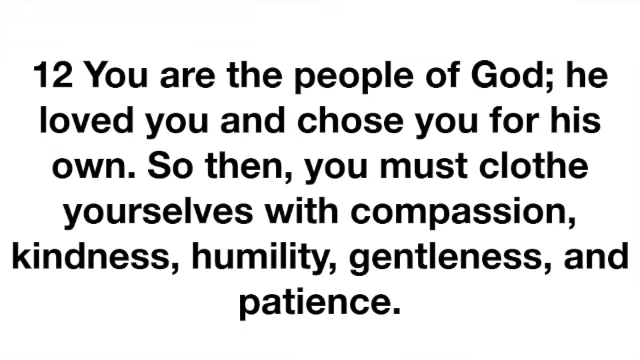 12 You are the people of God; he
loved you and chose you for his
own. So then, you must clothe
yourselves with compassion,
kindness, humility, gentleness, and
patience.